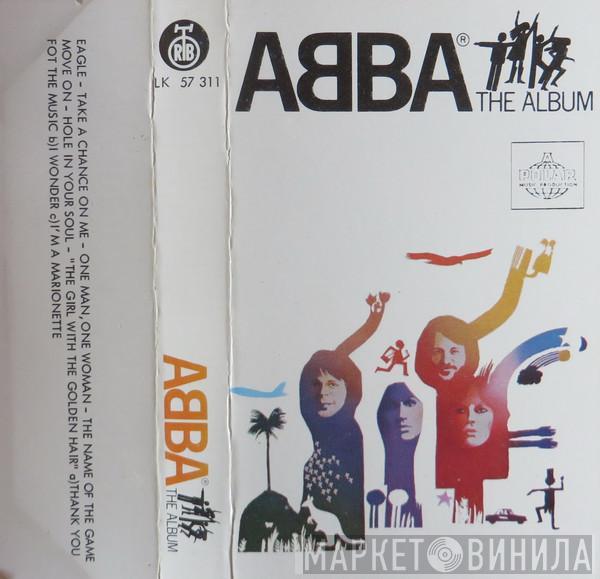 EAGLE – TAKE A CHANCE ON ME – ONE MAN, ONE WOMAN – THE NAME OF THE GAME
MOVE ON – HOLE IN YOUR SOUL – "THE GIRL WITH THE GOLDEN HAIR" a)THANK YOU
FOT THE MUSIC b)I WONDER c)I'M A MARIONETTE
RTB
LK 57 311
ABBA®
THE ALBUM
ABBA®
THE ALBUM
A
POLAR
MUSIC PRODUCTION
МАРКЕТ ВИНИЛА